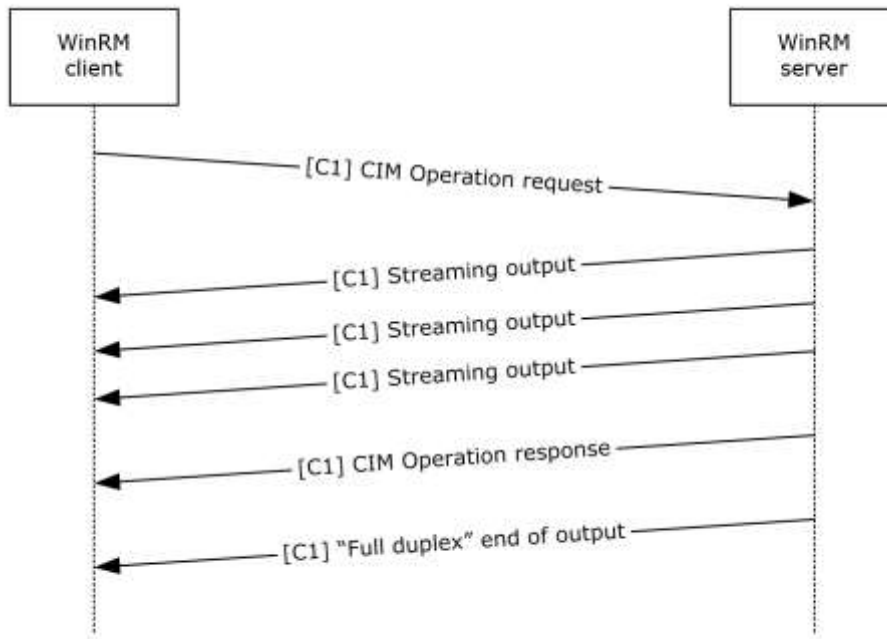 WinRM
client
WinRM
server
[C1] CIM Operation request
[C1] Streaming output
[C1] Streaming output
[C1] Streaming output
[C1] CIM Operation response
[C1] “Full duplex” end of output